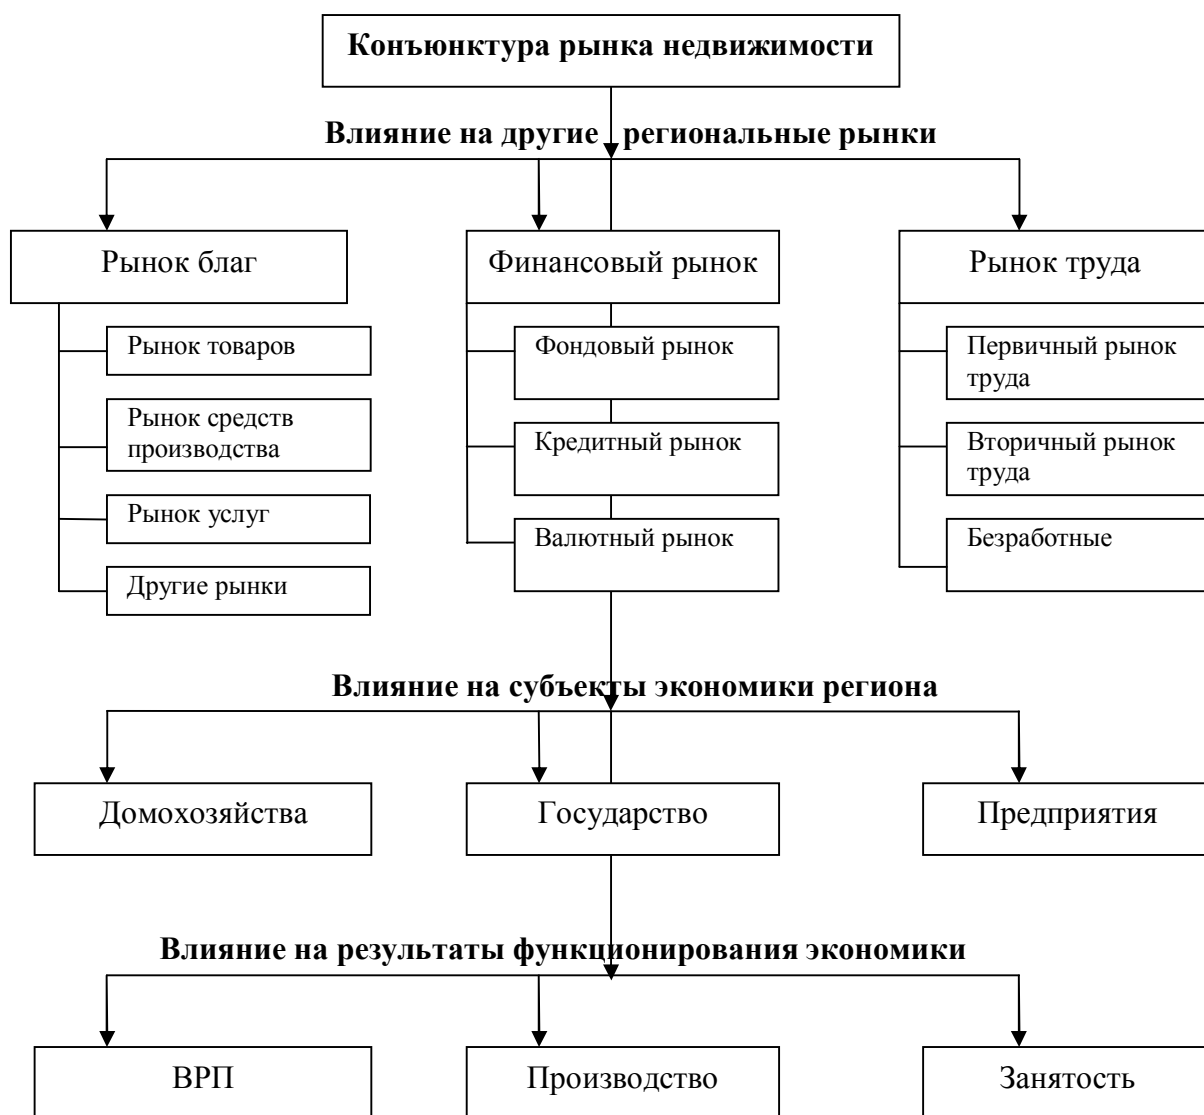 Конъюнктура рынка недвижимости
Влияние на другие региональные рынки
Рынок благ
Финансовый рынок
Рынок труда
Рынок товаров
Фондовый рынок
Первичный рынок
труда
Рынок средств
производства
Кредитный рынок
Вторичный рынок
труда
Рынок услуг
Валютный рынок
Безработные
Другие рынки
Влияние на субъекты экономики региона
Домохозяйства
Государство
Предприятия
Влияние на результаты функционирования экономики
ВРП
Производство
Занятость